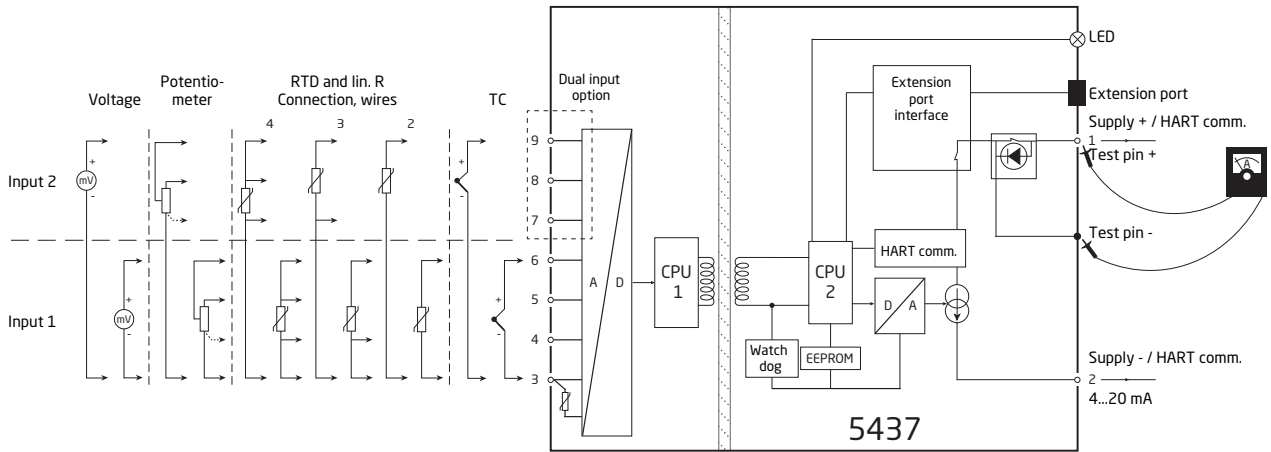 LED
Potentio-
meter
RTD and lin. R
Connection, wires
Dual input
option
Extension
port
interface
Voltage
TC
Extension port
4
3
2
Supply + / HART comm.
9
1
+
mV
-
Test pin +
A
Input 2
8
+
-
7
Test pin -
6
CPU
1
CPU
2
HART comm.
A
D
+
mV
-
+
-
5
D
A
Input 1
4
Watch
dog
EEPROM
Supply - / HART comm.
3
2
4...20 mA
5437